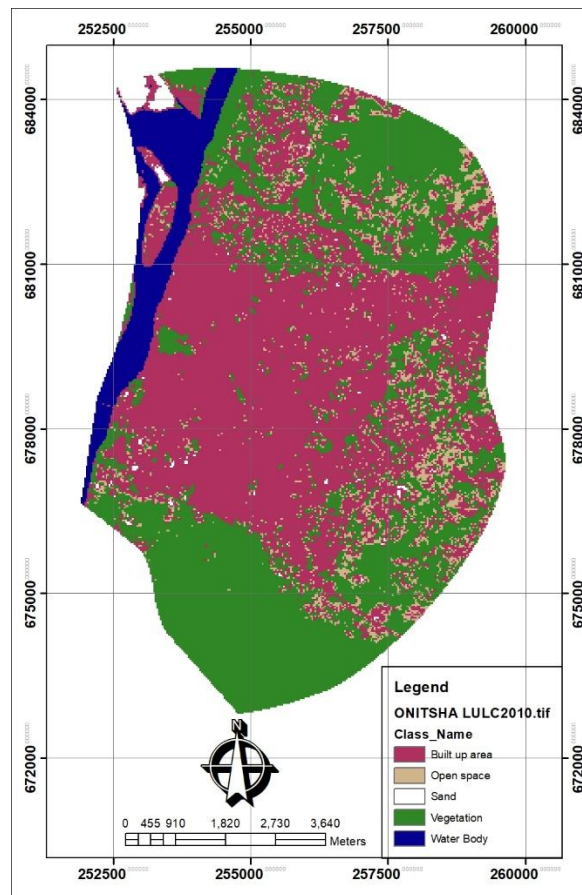 252500 255000 257500 260000
684000 684000
681000 681000
678000 678000
675000 675000
672000 672000
Legend
ONITSHA LULC2010.tif
Class_Name
Built up area
Open space
Sand
Vegetation
Water Body
N
0 455 910 1,820 2,730 3,640
Meters
252500 255000 257500 260000